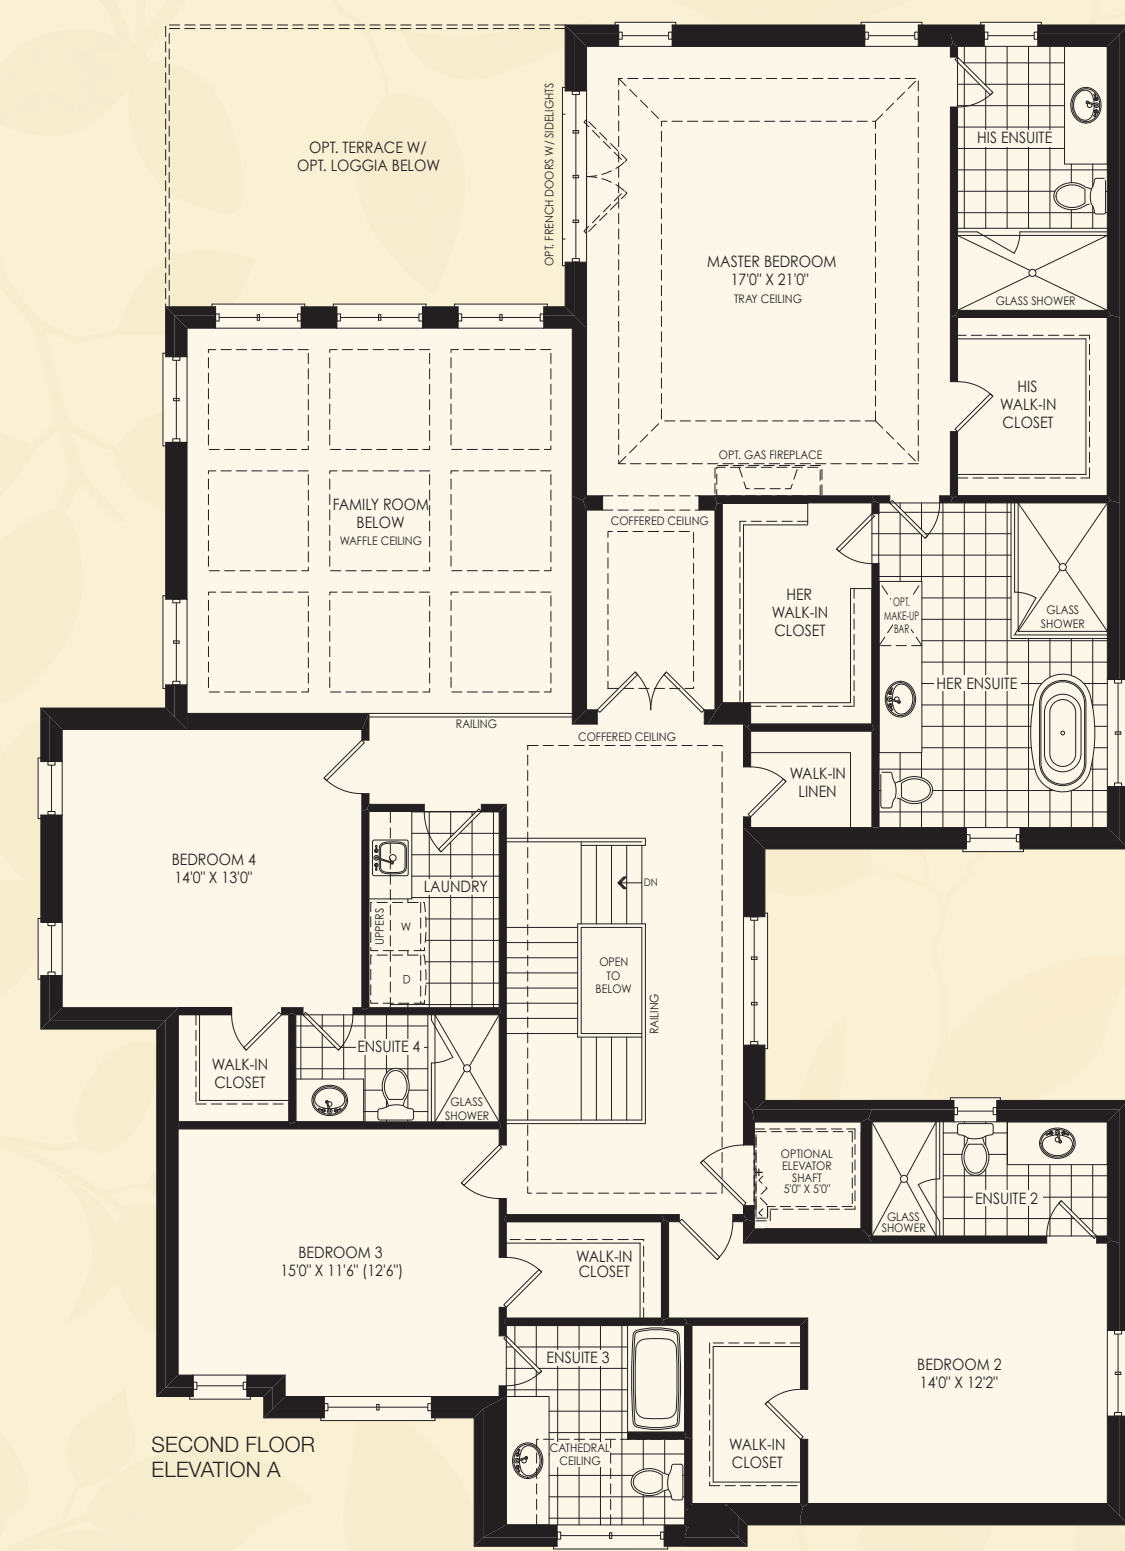 OPT. TERRACE W/
OPT. LOGGIA BELOW
OPT. FRENCH DOORS W/ SIDELIGHTS
HIS ENSUITE
MASTER BEDROOM
17'0" X 21'0"
TRAY CEILING
GLASS SHOWER
HIS
WALK-IN
CLOSET
OPT. GAS FIREPLACE
FAMILY ROOM
BELOW
WAFFLE CEILING
COFFERED CEILING
HER
WALK-IN
CLOSET
OPT.
MAKE-UP
BAR
GLASS
SHOWER
HER ENSUITE
RAILING
COFFERED CEILING
WALK-IN
LINEN
BEDROOM 4
14'0" X 13'0"
LAUNDRY
UPPERS
W
D
DN
OPEN
TO
BELOW
RAILING
WALK-IN
CLOSET
ENSUITE 4
GLASS
SHOWER
OPTIONAL
ELEVATOR
SHAFT
5'0" X 5'0"
GLASS
SHOWER
ENSUITE 2
BEDROOM 3
15'0" X 11'6" (12'6")
WALK-IN
CLOSET
ENSUITE 3
CATHEDRAL
CEILING
WALK-IN
CLOSET
BEDROOM 2
14'0" X 12'2"
SECOND FLOOR
ELEVATION A